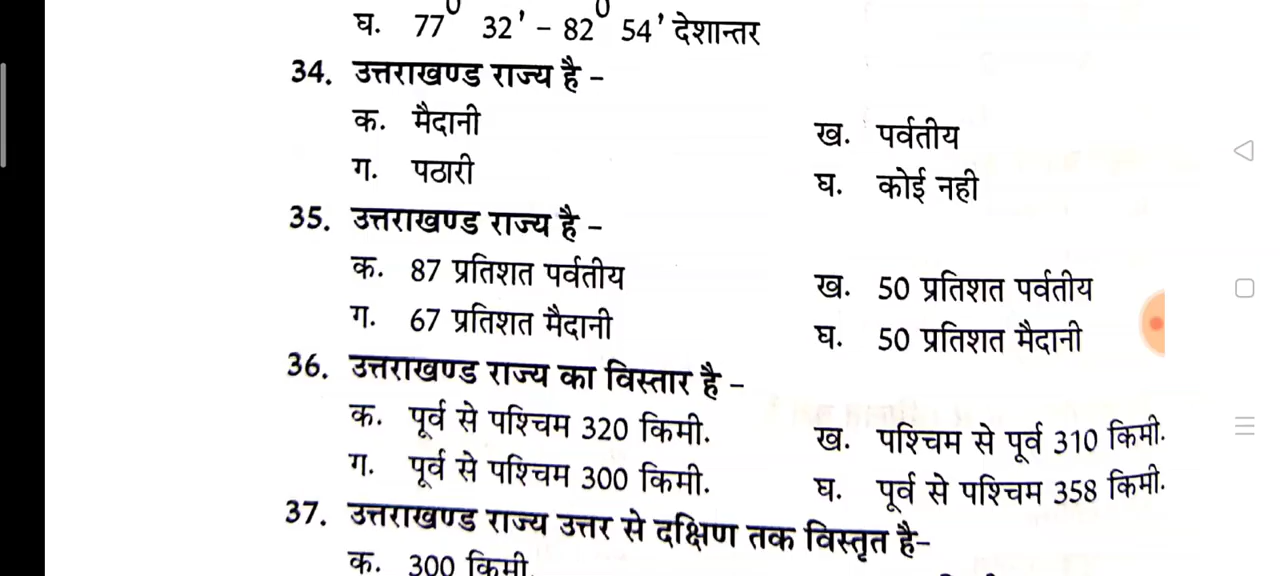 घ. 77⁰ 32' – 82⁰ 54' देशान्तर
34. उत्तराखण्ड राज्य है –
क. मैदानी ख. पर्वतीय
ग. पठारी घ. कोई नही
35. उत्तराखण्ड राज्य है –
क. 87 प्रतिशत पर्वतीय ख. 50 प्रतिशत पर्वतीय
ग. 67 प्रतिशत मैदानी घ. 50 प्रतिशत मैदानी
36. उत्तराखण्ड राज्य का विस्तार है –
क. पूर्व से पश्चिम 320 किमी. ख. पश्चिम से पूर्व 310 किमी.
ग. पूर्व से पश्चिम 300 किमी. घ. पूर्व से पश्चिम 358 किमी.
37. उत्तराखण्ड राज्य उत्तर से दक्षिण तक विस्तृत है–
क. 300 किमी.